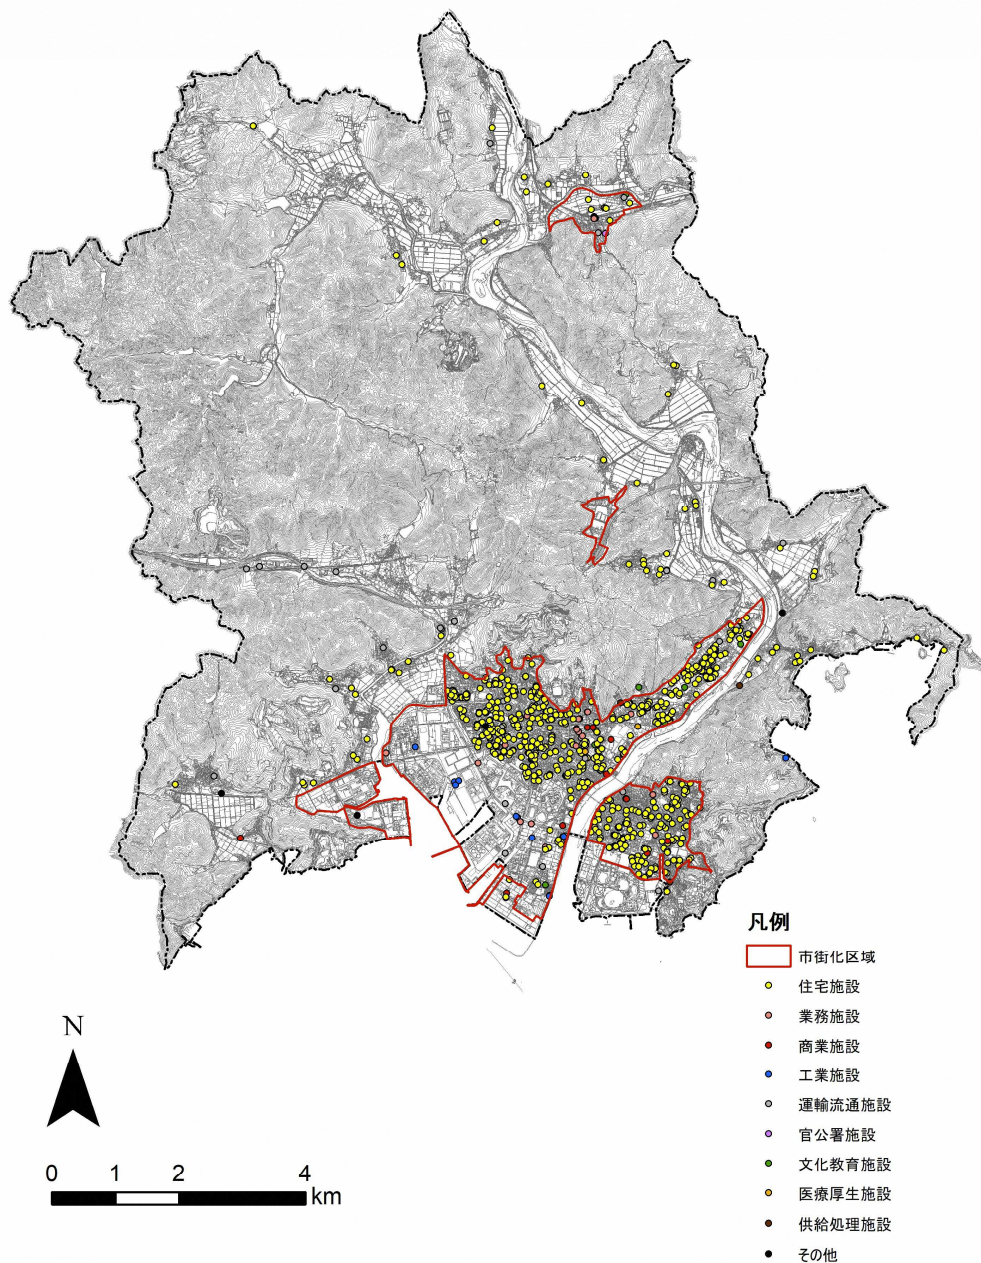 凡例
市街化区域
住宅施設
業務施設
商業施設
工業施設
運輸流通施設
官公署施設
文化教育施設
医療厚生施設
供給処理施設
その他
N
0 1 2 4
km